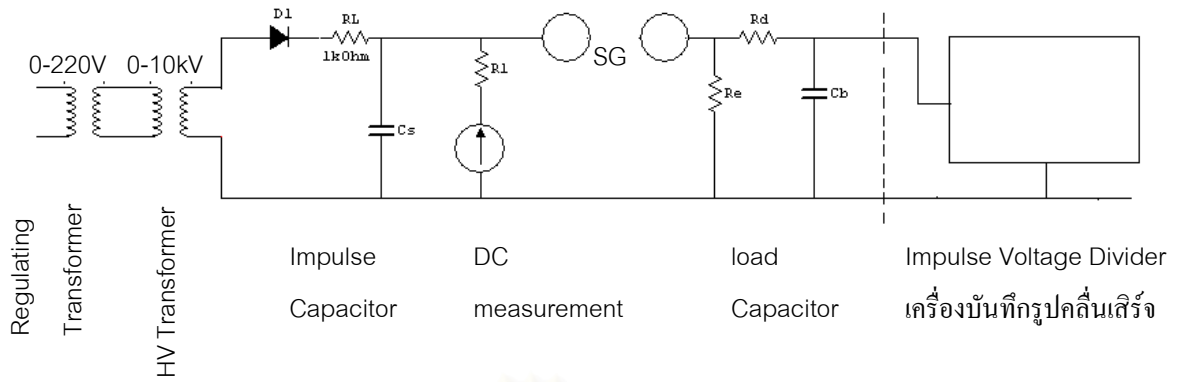 D1
RL
1kOhm
R1
SG
Rd
Re
Cb
Cs
0-220V
0-10kV
Regulating
Transformer
HV Transformer
Impulse
Capacitor
DC
measurement
load
Capacitor
Impulse Voltage Divider
เครื่องบันทึกรูปคลื่นเสิร์จ